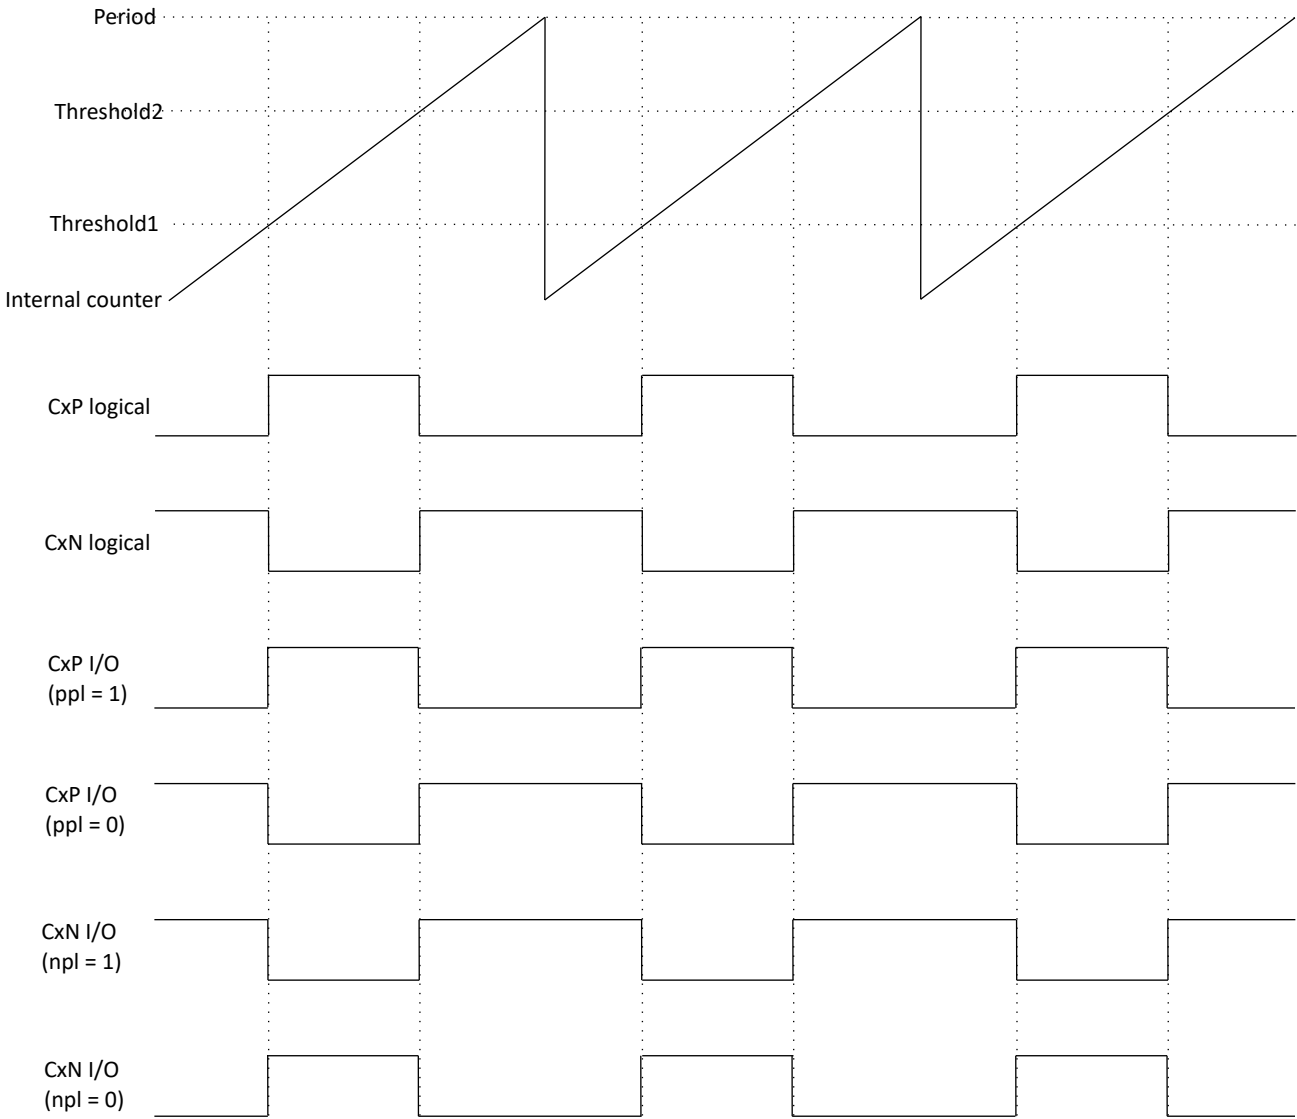 Period
Threshold2
Threshold1
Internal counter
CxP logical
CxN logical
CxP I/O
(ppl = 1)
CxP I/O
(ppl = 0)
CxN I/O
(npl = 1)
CxN I/O
(npl = 0)